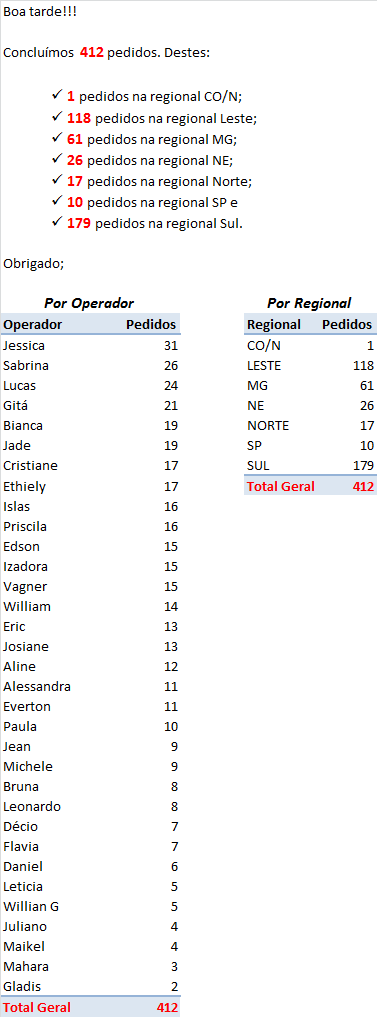 Boa tarde!!!
Concluímos 412 pedidos. Destes:
✓ 1 pedidos na regional CO/N;
✓ 118 pedidos na regional Leste;
✓ 61 pedidos na regional MG;
✓ 26 pedidos na regional NE;
✓ 17 pedidos na regional Norte;
✓ 10 pedidos na regional SP e
✓ 179 pedidos na regional Sul.
Obrigado;
Por Operador
Operador Pedidos
Jessica 31
Sabrina 26
Lucas 24
Gitá 21
Bianca 19
Jade 19
Cristiane 17
Ethiely 17
Islas 16
Priscila 16
Edson 15
Izadora 15
Vagner 15
William 14
Eric 13
Josiane 13
Aline 12
Alessandra 11
Everton 11
Paula 10
Jean 9
Michele 9
Bruna 8
Leonardo 8
Décio 7
Flavia 7
Daniel 6
Leticia 5
Willian G 5
Juliano 4
Maikel 4
Mahara 3
Gladis 2
Total Geral 412
Por Regional
Regional Pedidos
CO/N 1
LESTE 118
MG 61
NE 26
NORTE 17
SP 10
SUL 179
Total Geral 412